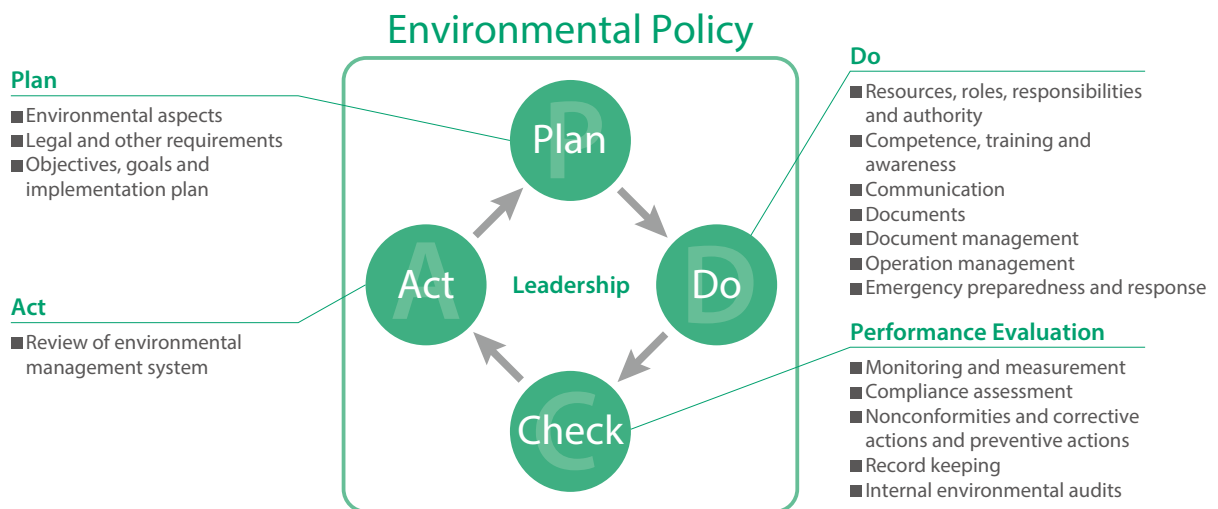 Environmental Policy
Plan
■ Environmental aspects
■ Legal and other requirements
■ Objectives, goals and
implementation plan
Act
■ Review of environmental
management system
P
Plan
A
Act
Leadership
D
Do
C
Check
Do
■ Resources, roles, responsibilities
and authority
■ Competence, training and
awareness
■ Communication
■ Documents
■ Document management
■ Operation management
■ Emergency preparedness and response
Performance Evaluation
■ Monitoring and measurement
■ Compliance assessment
■ Nonconformities and corrective
actions and preventive actions
■ Record keeping
■ Internal environmental audits